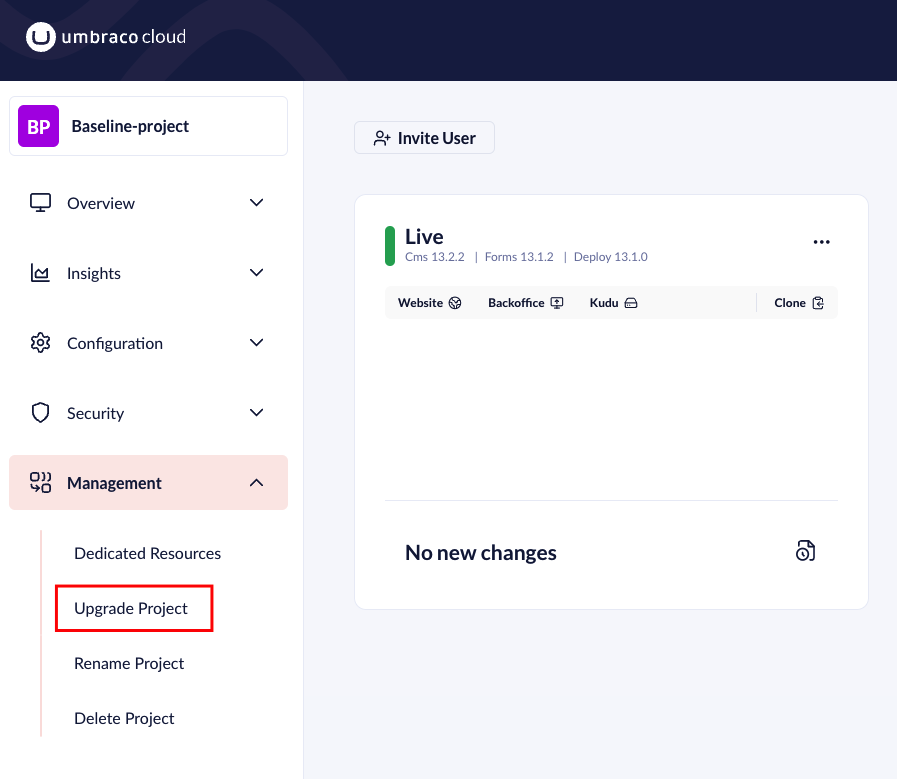 umbraco cloud
BP Baseline-project
Invite User
Overview
Insights
Configuration
Security
Management
Dedicated Resources
Upgrade Project
Rename Project
Delete Project
Live
Cms 13.2.2 | Forms 13.1.2 | Deploy 13.1.0
Website Backoffice Kudu Clone
No new changes